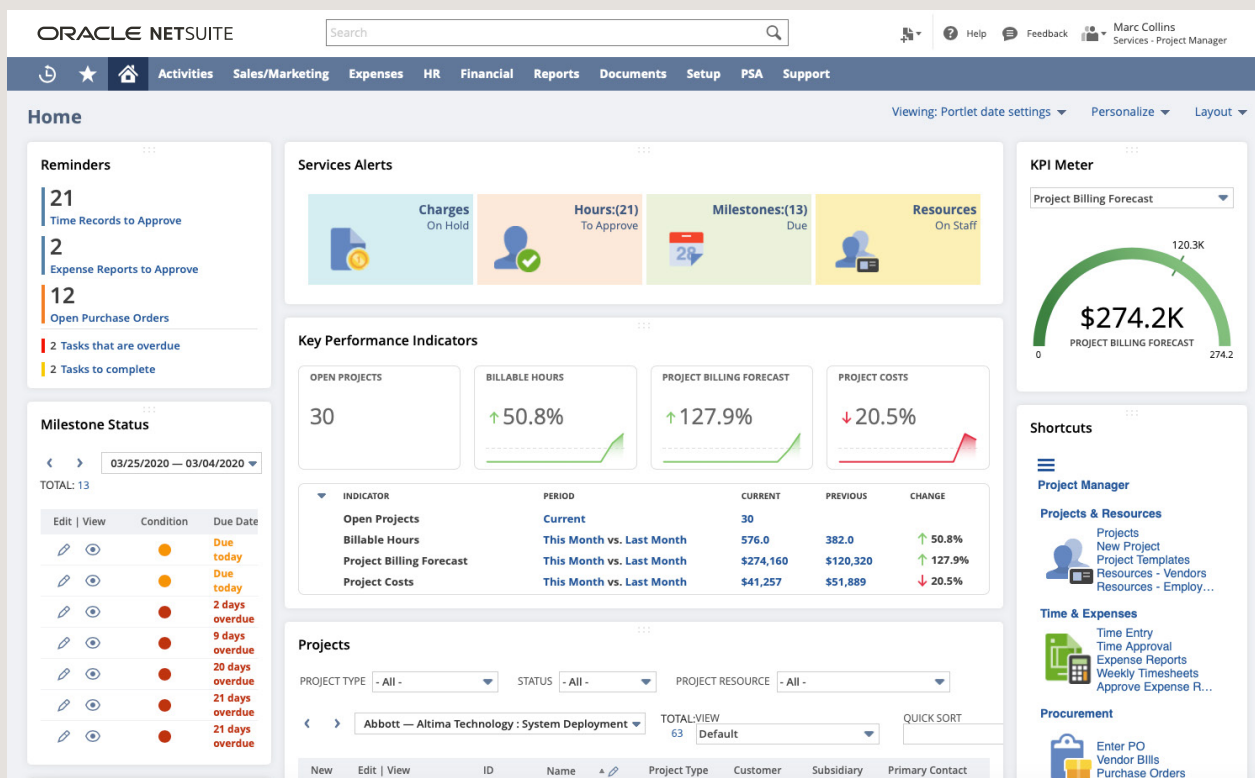 ORACLE NETSUITE
Search
Help
Feedback
Marc Collins
Services - Project Manager
Activities Sales/Marketing Expenses HR Financial Reports Documents Setup PSA Support
Home
Viewing: Portlet date settings Personalize Layout
Reminders
21
Time Records to Approve
2
Expense Reports to Approve
12
Open Purchase Orders
2 Tasks that are overdue
2 Tasks to complete
Milestone Status
03/25/2020 — 03/04/2020
TOTAL: 13
Edit | View Condition Due Date
Due
today
Due
today
2 days
overdue
9 days
overdue
20 days
overdue
21 days
overdue
21 days
overdue
Services Alerts
Charges
On Hold
Hours:(21)
To Approve
Milestones:(13)
Due
28
Resources
On Staff
Key Performance Indicators
OPEN PROJECTS
30
BILLABLE HOURS
50.8%
PROJECT BILLING FORECAST
127.9%
PROJECT COSTS
20.5%
INDICATOR PERIOD CURRENT PREVIOUS CHANGE
Open Projects Current 30
Billable Hours This Month vs. Last Month 576.0 382.0 50.8%
Project Billing Forecast This Month vs. Last Month $274,160 $120,320 127.9%
Project Costs This Month vs. Last Month $41,257 $51,889 20.5%
Projects
PROJECT TYPE - All - STATUS - All - PROJECT RESOURCE - All -
Abbott — Altima Technology : System Deployment
TOTAL:
63
VIEW
Default
QUICK SORT
New Edit | View ID Name Project Type Customer Subsidiary Primary Contact
KPI Meter
Project Billing Forecast
120.3K
$274.2K
PROJECT BILLING FORECAST
0 274.2
Shortcuts
Project Manager
Projects & Resources
Projects
New Project
Project Templates
Resources - Vendors
Resources - Employ...
Time & Expenses
Time Entry
Time Approval
Expense Reports
Weekly Timesheets
Approve Expense R...
Procurement
Enter PO
Vendor BIlls
Purchase Orders